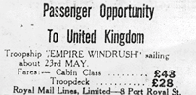 Passenger Opportunity
To United Kingdom
Troopship "EMPIRE WINDRUSH" sailing
about 23rd MAY.
Fares:— Cabin Class £48
Troopdeck £28
Royal Mail Lines, Limited—8 Port Royal St.